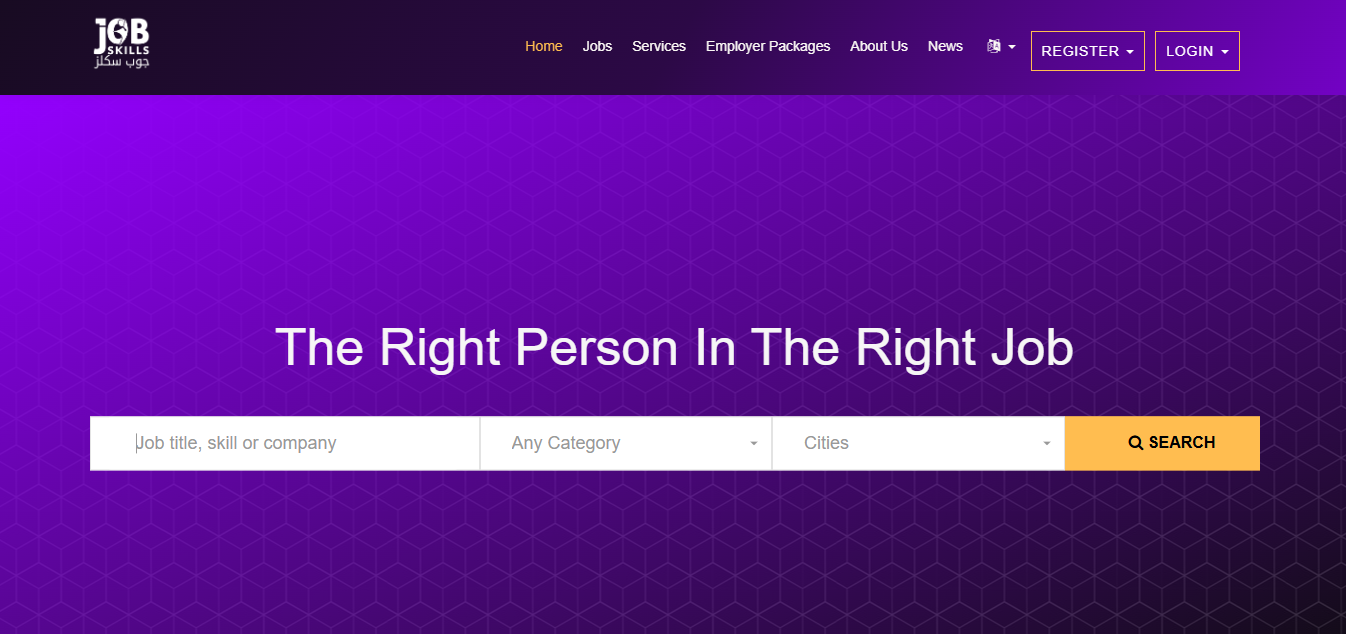 JOB
SKILLS
جوب سكلز
Home Jobs Services Employer Packages About Us News REGISTER LOGIN
The Right Person In The Right Job
Job title, skill or company Any Category Cities SEARCH